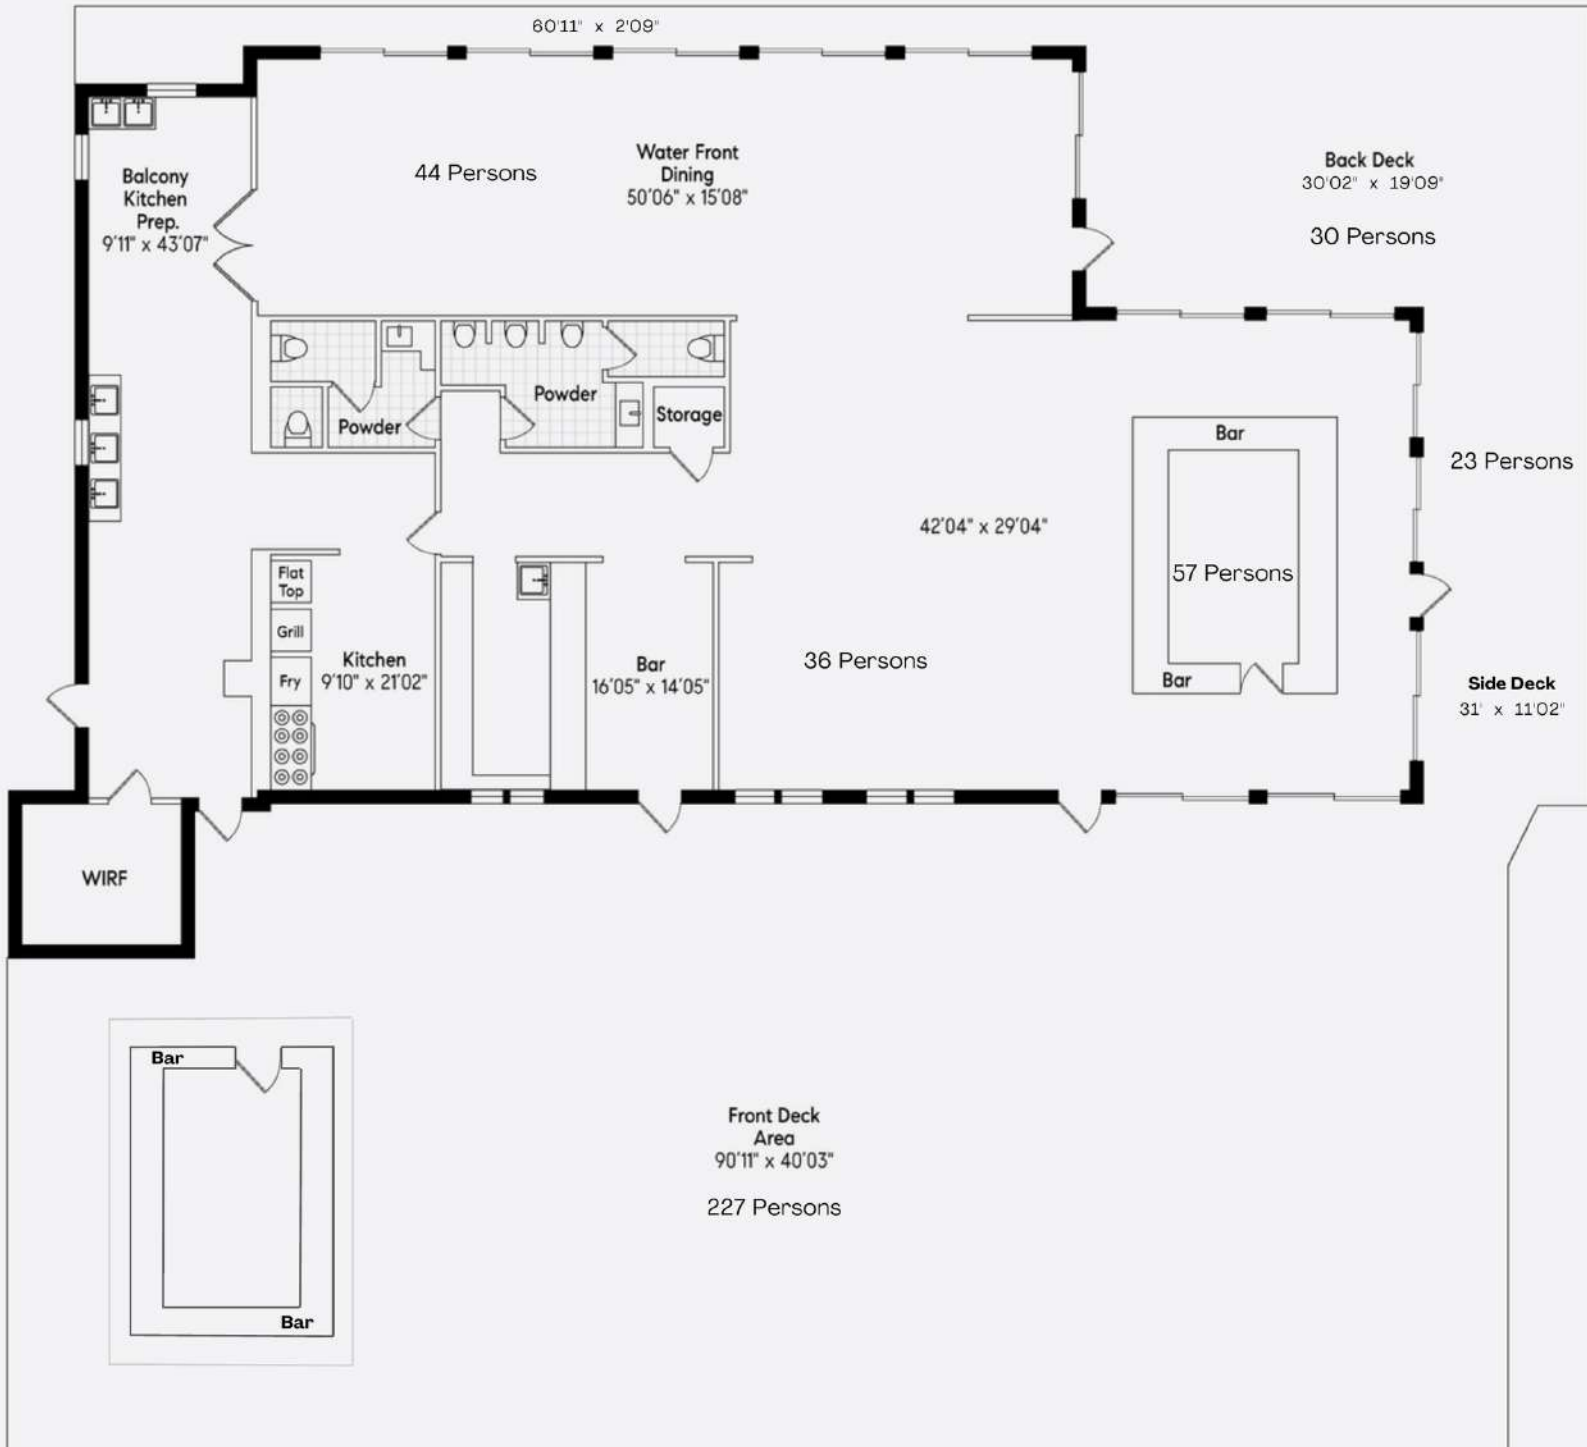 60'11" x 2'09"
44 Persons
Water Front
Dining
50'06" x 15'08"
Back Deck
30'02" x 19'09"
30 Persons
Balcony
Kitchen
Prep.
9'11" x 43'07"
Powder
Powder
Storage
Bar
23 Persons
42'04" x 29'04"
57 Persons
Flat
Top
Grill
Fry
Kitchen
9'10" x 21'02"
Bar
16'05" x 14'05"
36 Persons
Bar
Side Deck
31' x 11'02"
WIRF
Bar
Bar
Front Deck
Area
90'11" x 40'03"
227 Persons